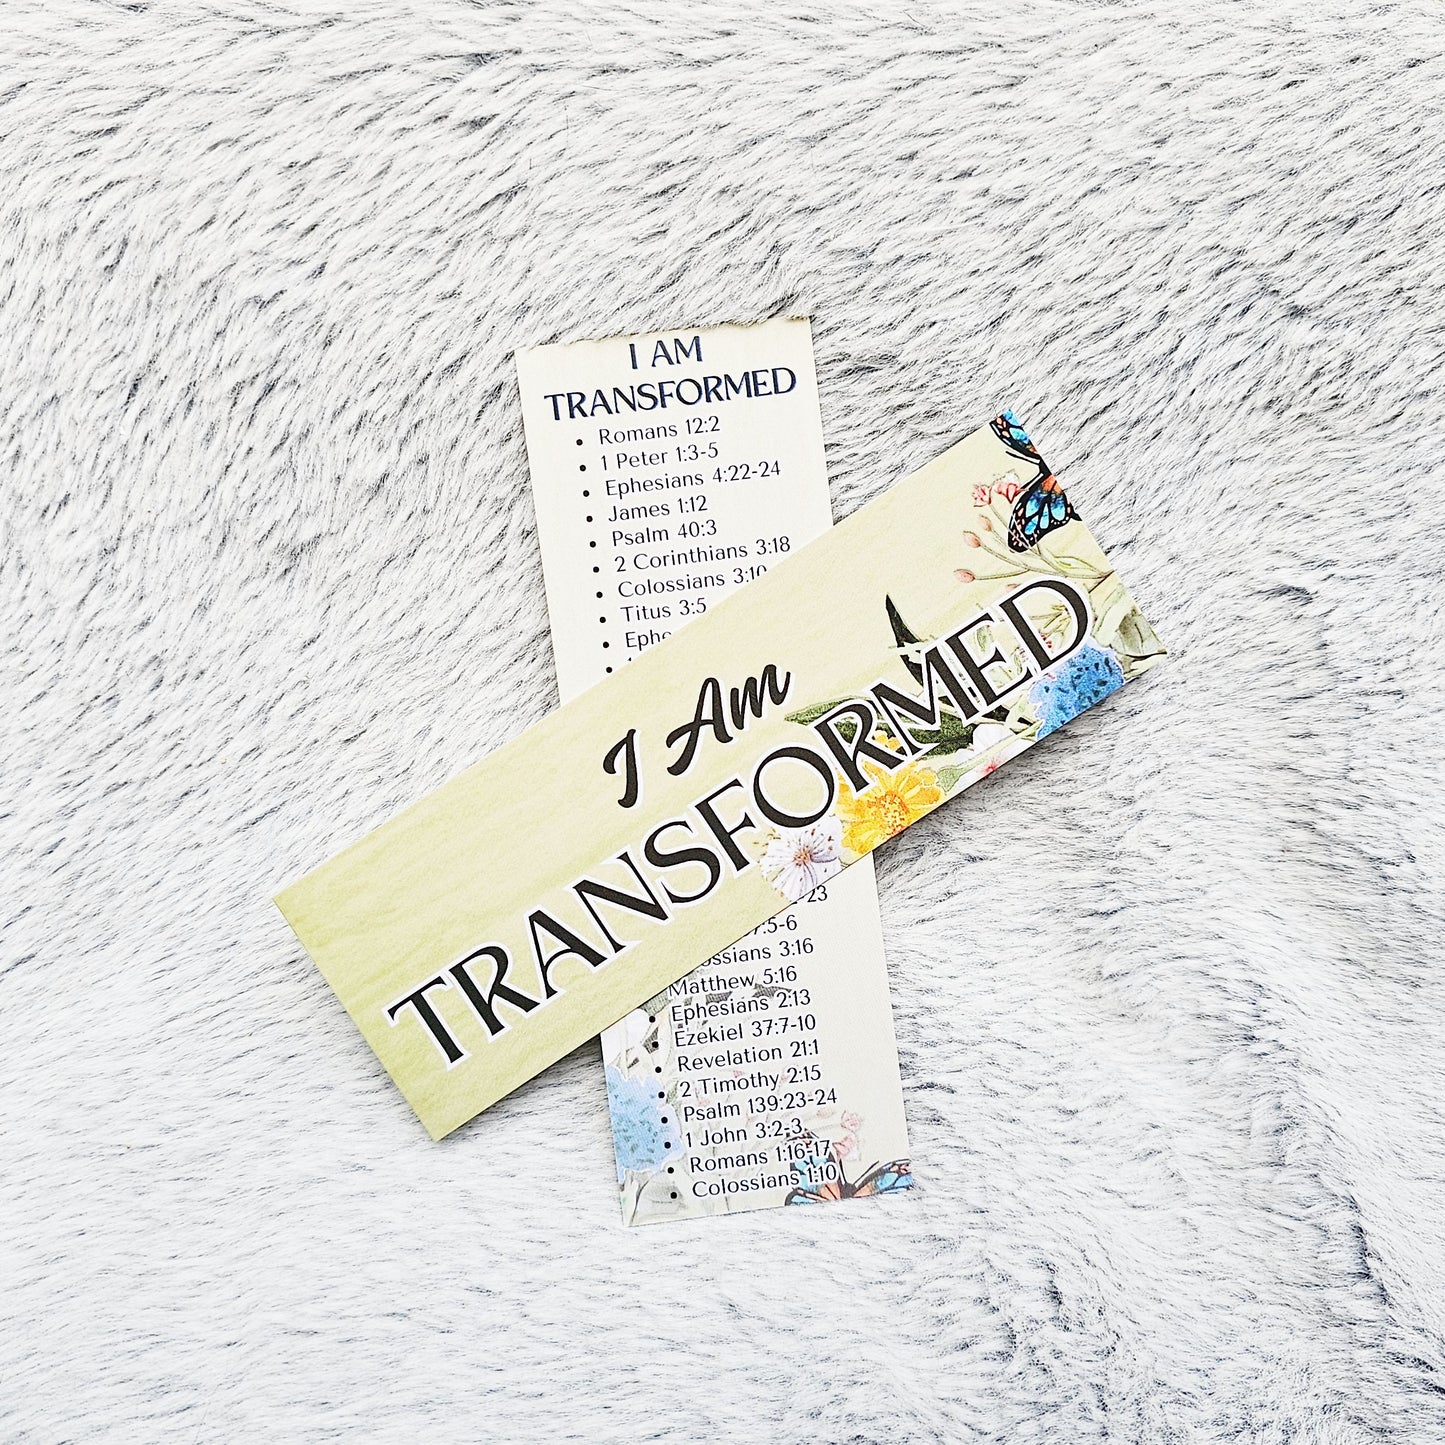 I AM
TRANSFORMED
• Romans 12:2
• 1 Peter 1:3-5
• Ephesians 4:22-24
• James 1:12
• Psalm 40:3
• 2 Corinthians 3:18
• Colossians 3:10
• Titus 3:5
I Am
TRANSFORMED
3:16
Matthew 5:16
• Ephesians 2:13
• Ezekiel 37:7-10
• Revelation 21:1
• 2 Timothy 2:15
• Psalm 139:23-24
• 1 John 3:2-3
• Romans 1:16-17
• Colossians 1:10